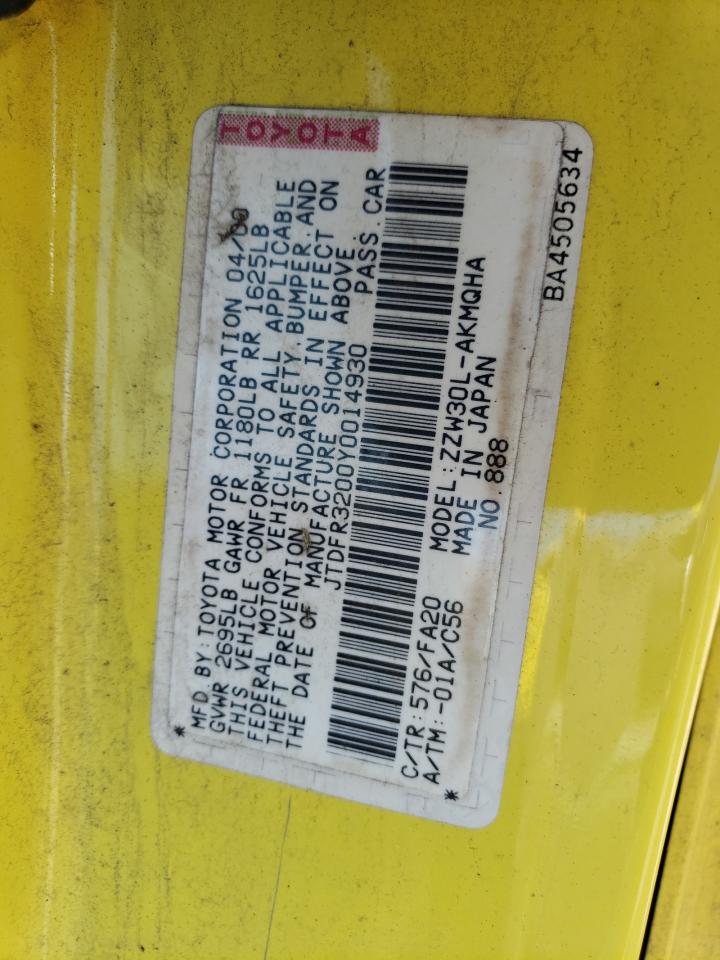 TOYOTA
* MFD. BY: TOYOTA MOTOR CORPORATION 04/00
GVWR 2695LB GAWR FR 1180LB RR 1625LB
THIS VEHICLE CONFORMS TO ALL APPLICABLE
FEDERAL MOTOR VEHICLE SAFETY, BUMPER, AND
THEFT PREVENTION STANDARDS IN EFFECT ON
THE DATE OF MANUFACTURE SHOWN ABOVE.
JTDFR3200Y0014930 PASS. CAR
C/TR: 576/FA20 MODEL: ZZW30L-AKMQHA
A/TM: -01A/C56 MADE IN JAPAN
* NO. 888
BA4505634